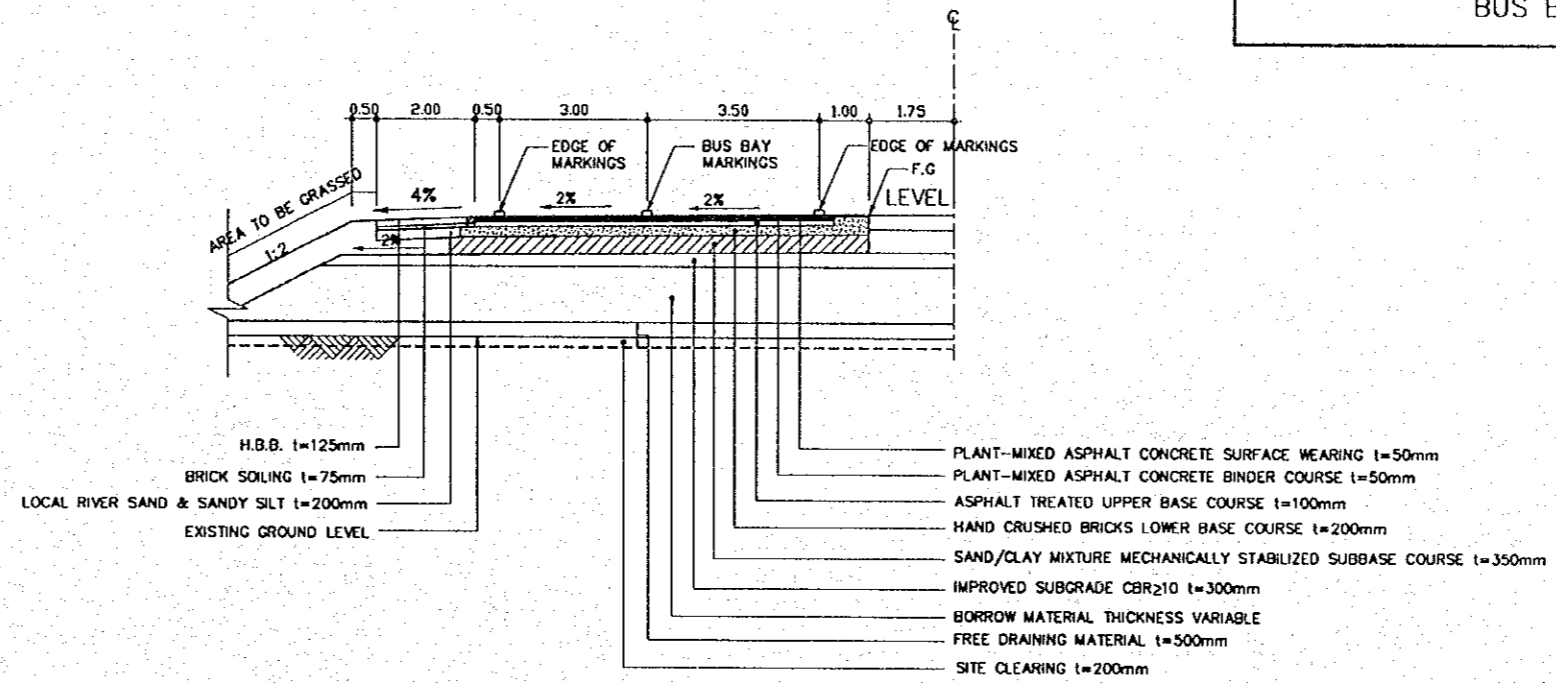 BUS B
℄
0.50 2.00 0.50 3.00 3.50 1.00 1.75
EDGE OF
MARKINGS
BUS BAY
MARKINGS
EDGE OF MARKINGS
F.G
LEVEL
AREA TO BE GRASSED
1:2
4%
2%
2%
2%
H.B.B. t=125mm
BRICK SOILING t=75mm
LOCAL RIVER SAND & SANDY SILT t=200mm
EXISTING GROUND LEVEL
PLANT-MIXED ASPHALT CONCRETE SURFACE WEARING t=50mm
PLANT-MIXED ASPHALT CONCRETE BINDER COURSE t=50mm
ASPHALT TREATED UPPER BASE COURSE t=100mm
HAND CRUSHED BRICKS LOWER BASE COURSE t=200mm
SAND/CLAY MIXTURE MECHANICALLY STABILIZED SUBBASE COURSE t=350mm
IMPROVED SUBGRADE CBR≥10 t=300mm
BORROW MATERIAL THICKNESS VARIABLE
FREE DRAINING MATERIAL t=500mm
SITE CLEARING t=200mm